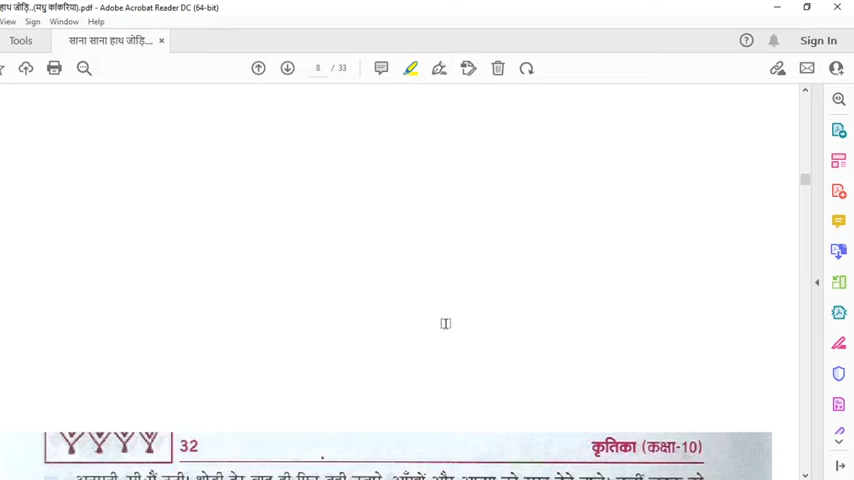 हाथ जोड़ि..(मधु कांकरिया).pdf - Adobe Acrobat Reader DC (64-bit)
View Sign Window Help
Tools साना साना हाथ जोड़ि.... × Sign In
8 / 33
32 कृतिका (कक्षा-10)